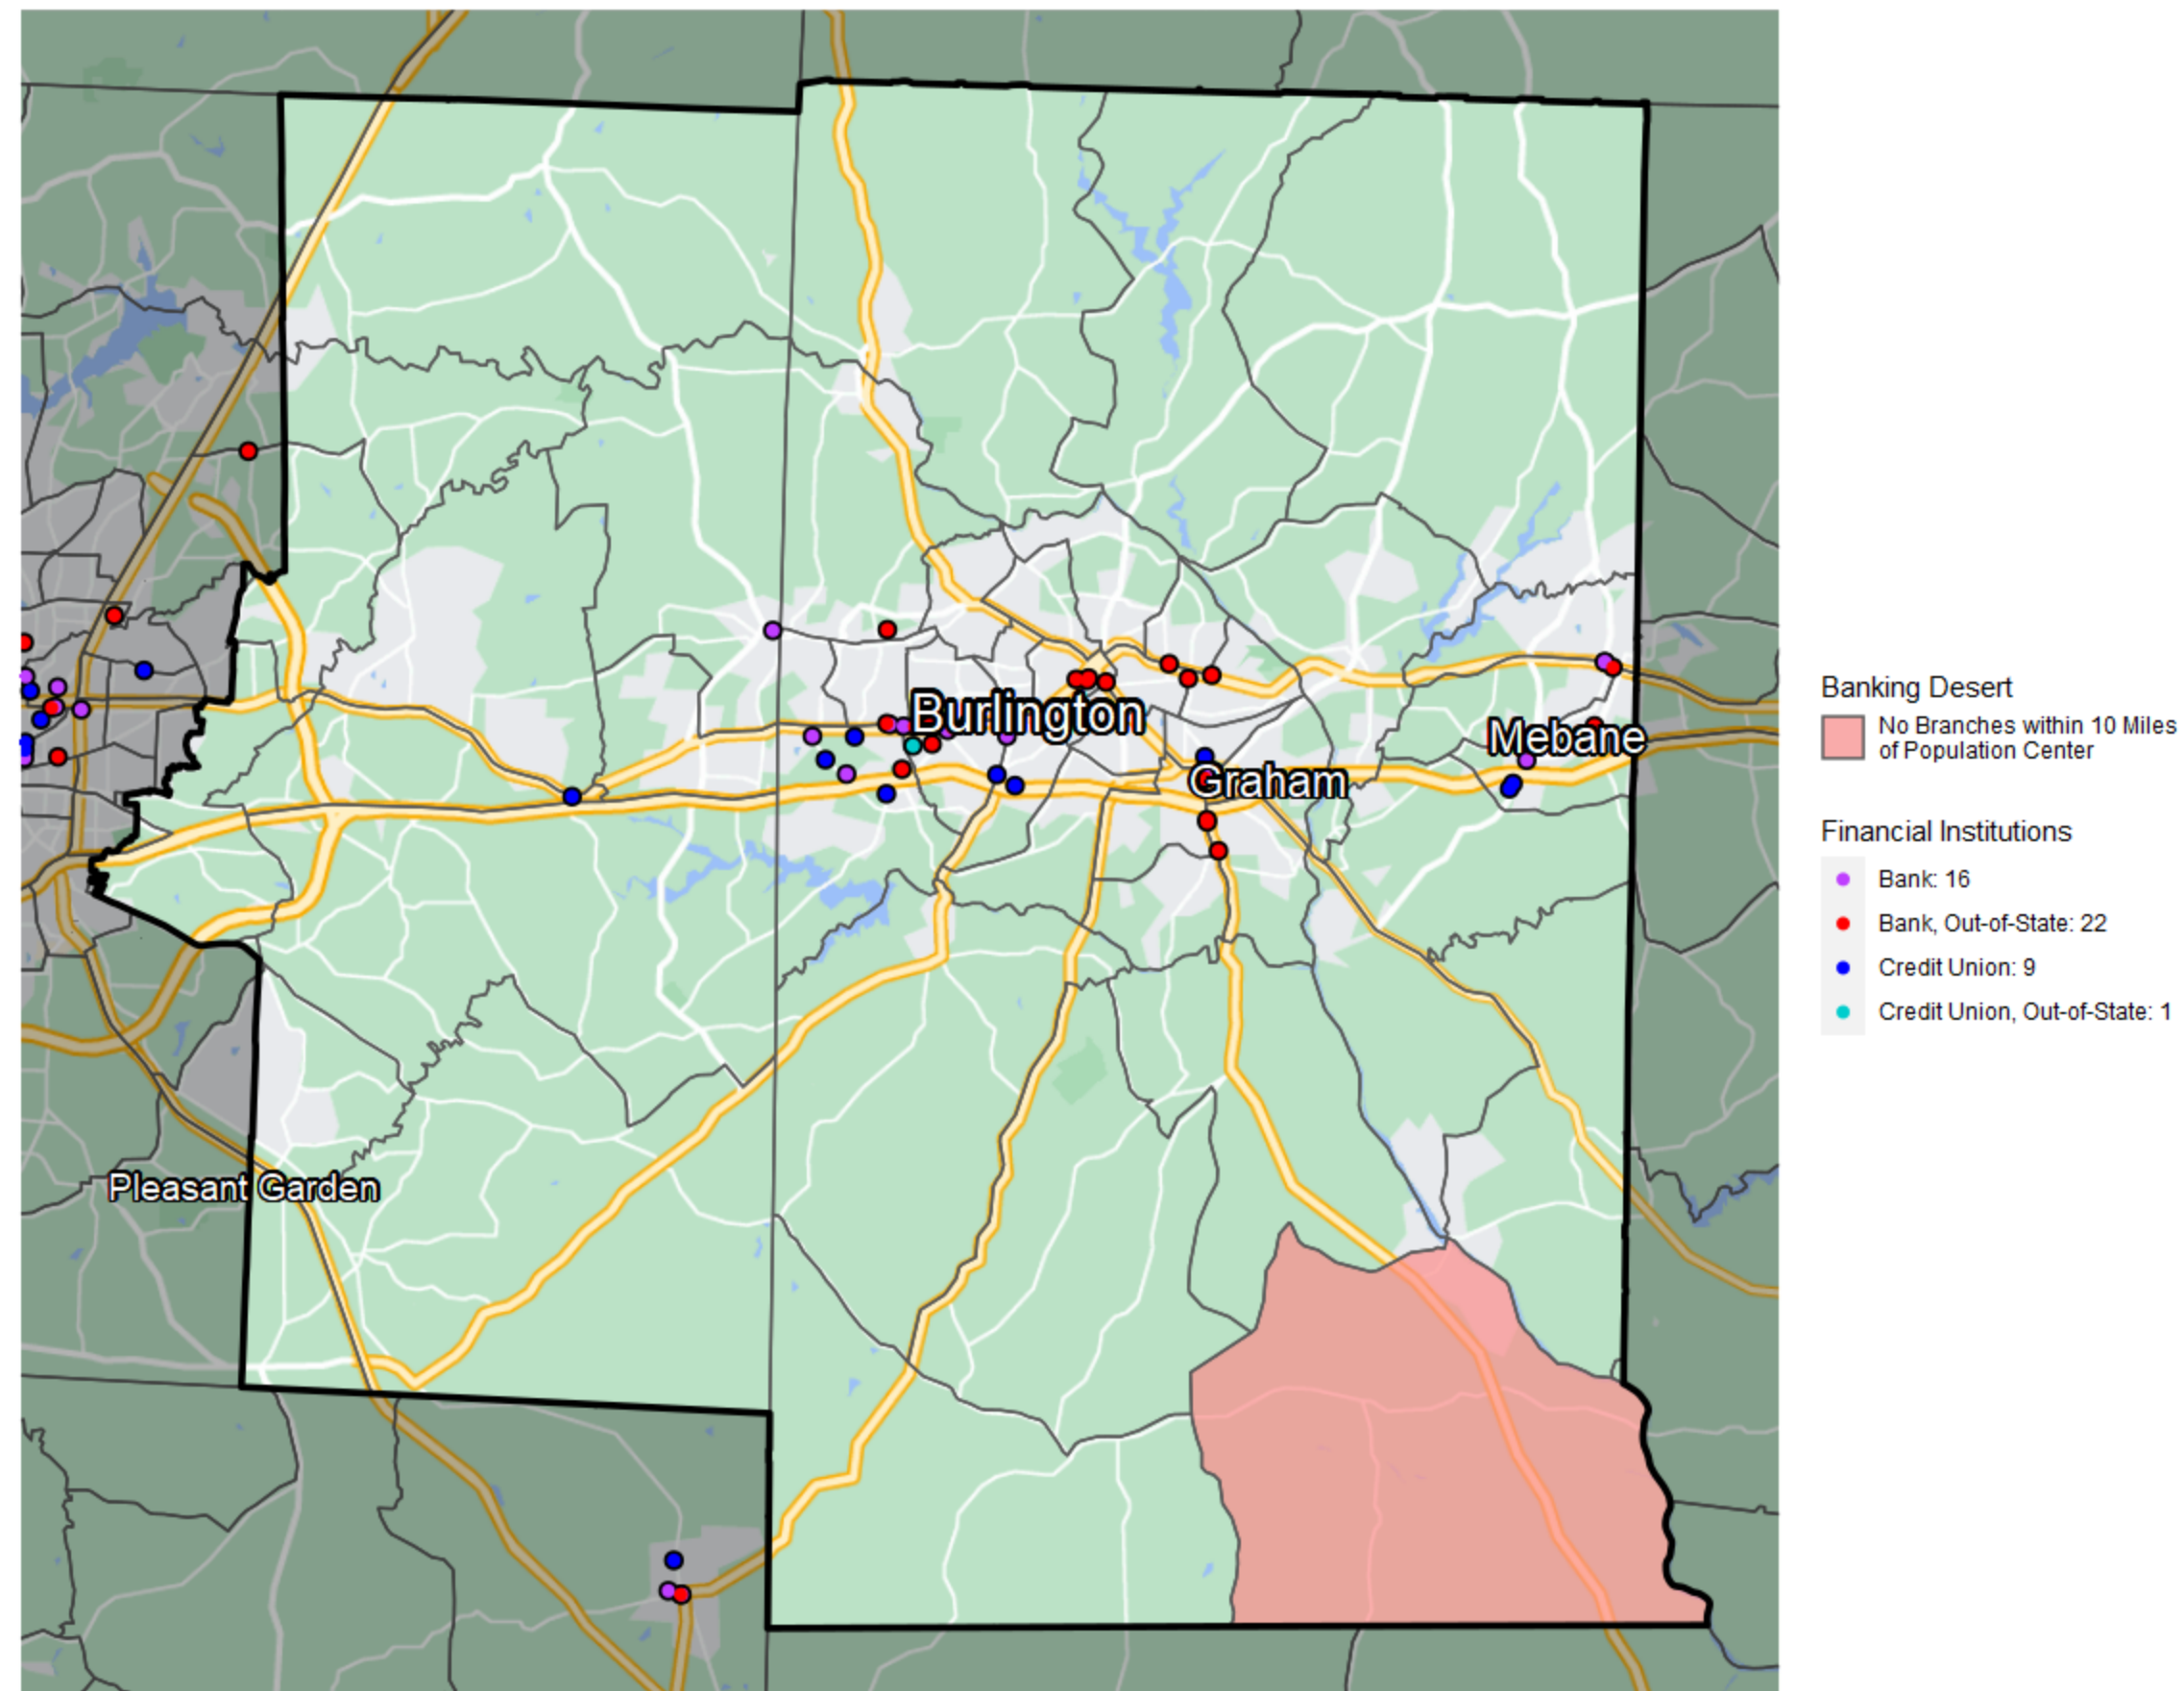 Burlington
Mebane
Graham
Pleasant Garden
Banking Desert
No Branches within 10 Miles
of Population Center
Financial Institutions
Bank: 16
Bank, Out-of-State: 22
Credit Union: 9
Credit Union, Out-of-State: 1